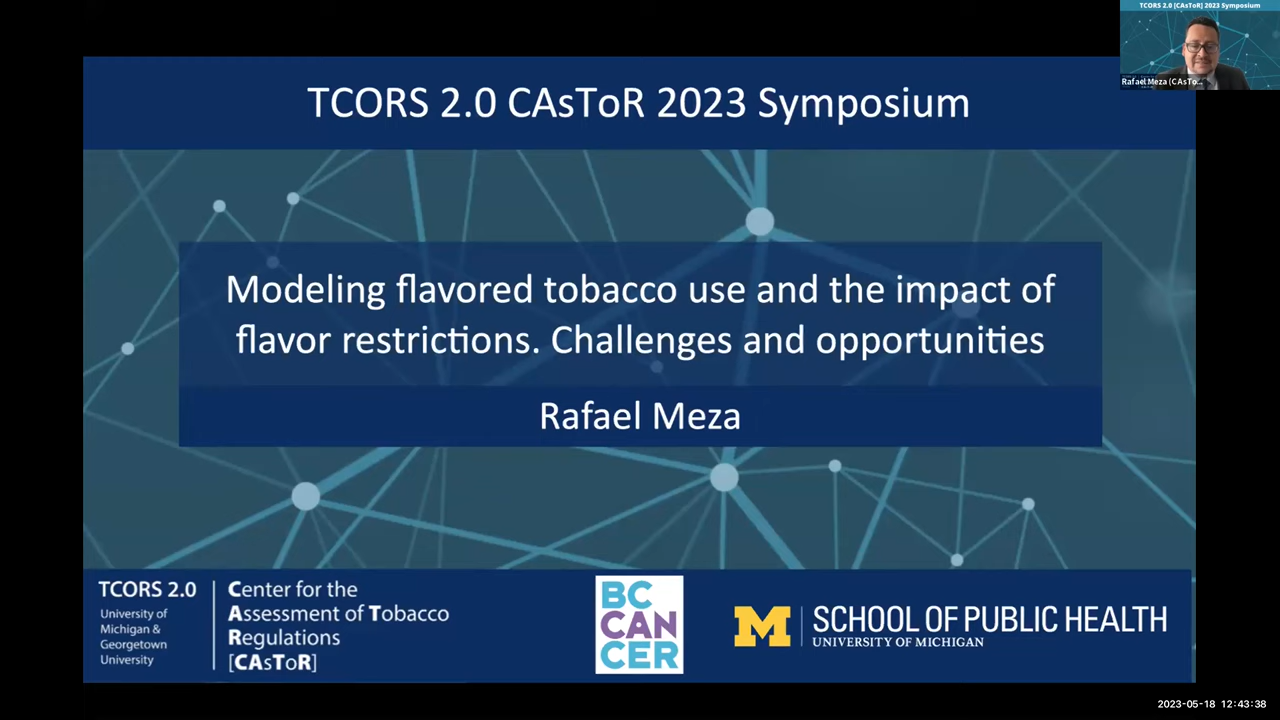 TCORS 2.0 [CAsToR] 2023 Symposium
Rafael Meza (CAsTo...
TCORS 2.0 CAsToR 2023 Symposium
Modeling flavored tobacco use and the impact of
flavor restrictions. Challenges and opportunities
Rafael Meza
TCORS 2.0
University of
Michigan &
Georgetown
University
Center for the
Assessment of Tobacco
Regulations
[CAsToR]
BC
CAN
CER
M
SCHOOL OF PUBLIC HEALTH
UNIVERSITY OF MICHIGAN
2023-05-18 12:43:38